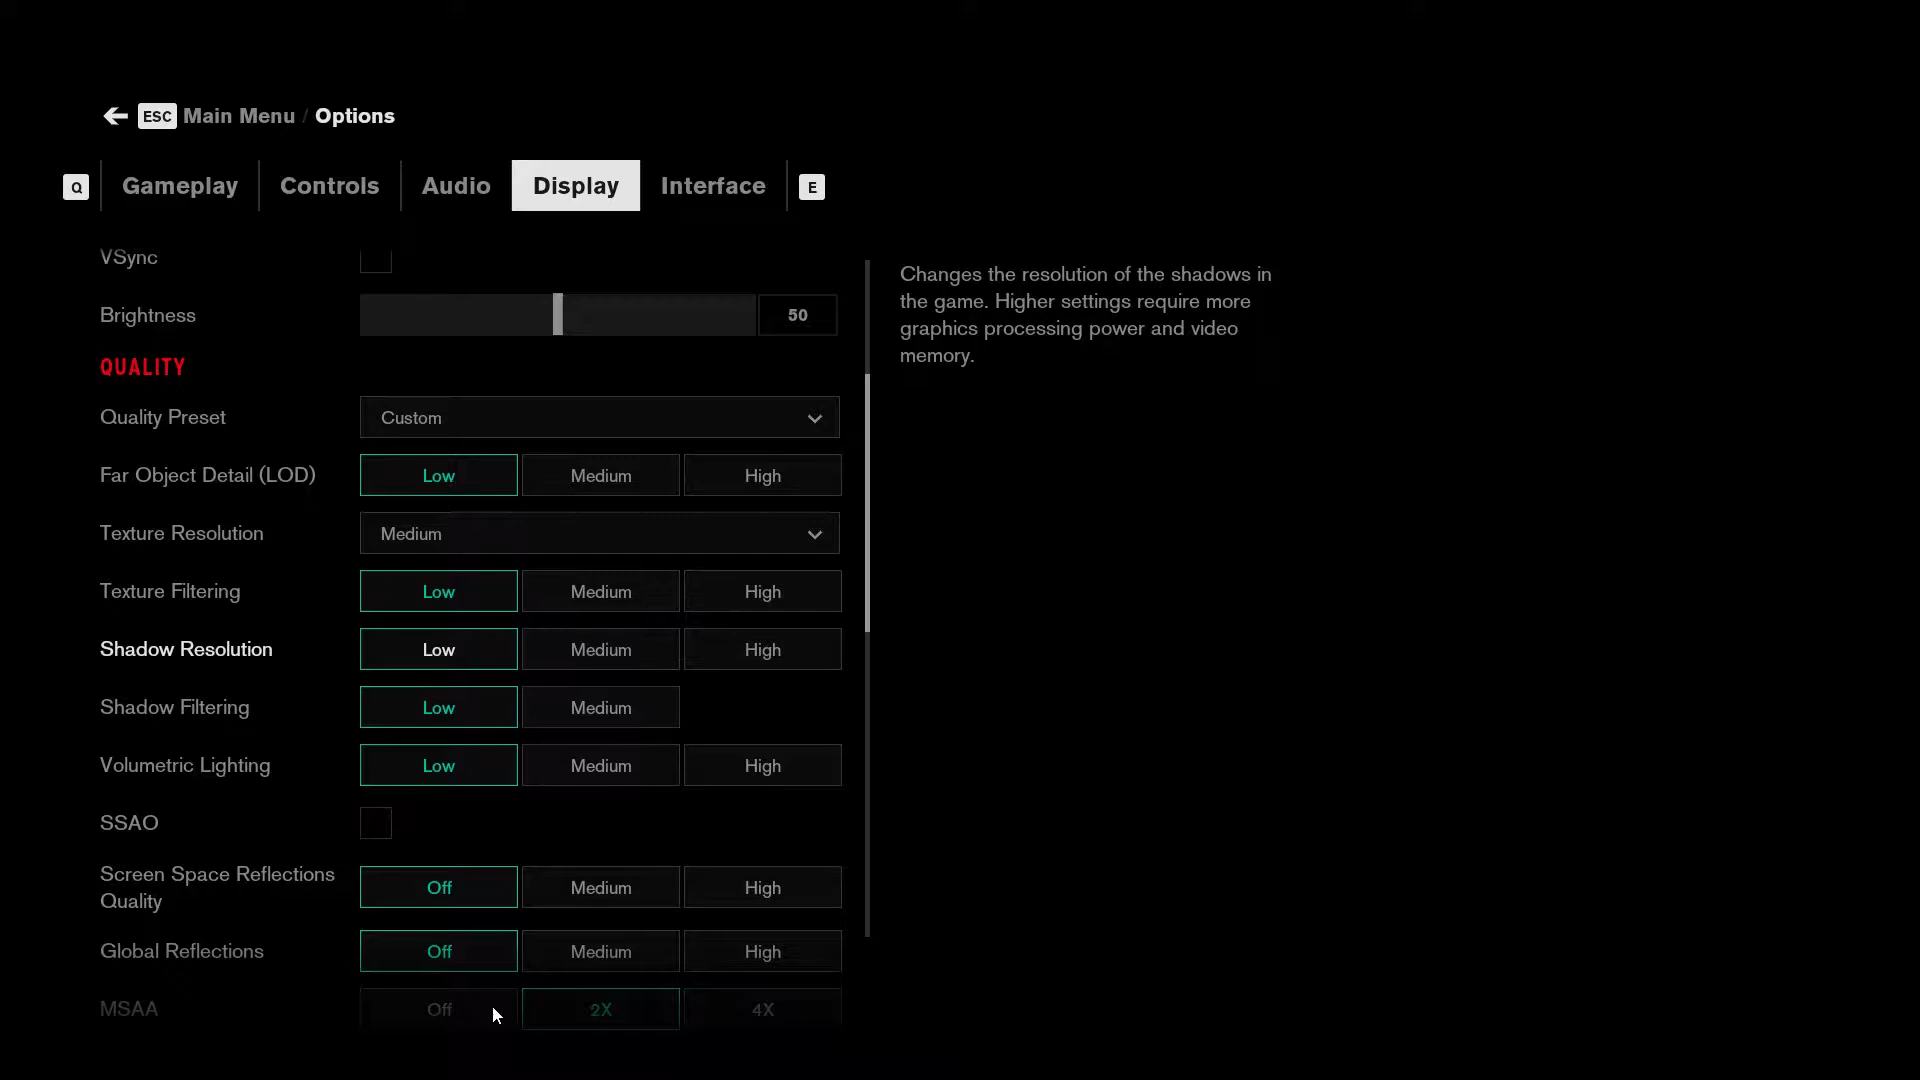 ESC Main Menu / Options
Q Gameplay Controls Audio Display Interface E
VSync
Brightness 50
QUALITY
Quality Preset Custom
Far Object Detail (LOD) Low Medium High
Texture Resolution Medium
Texture Filtering Low Medium High
Shadow Resolution Low Medium High
Shadow Filtering Low Medium
Volumetric Lighting Low Medium High
SSAO
Screen Space Reflections
Quality Off Medium High
Global Reflections Off Medium High
MSAA Off 2X 4X
Changes the resolution of the shadows in
the game. Higher settings require more
graphics processing power and video
memory.